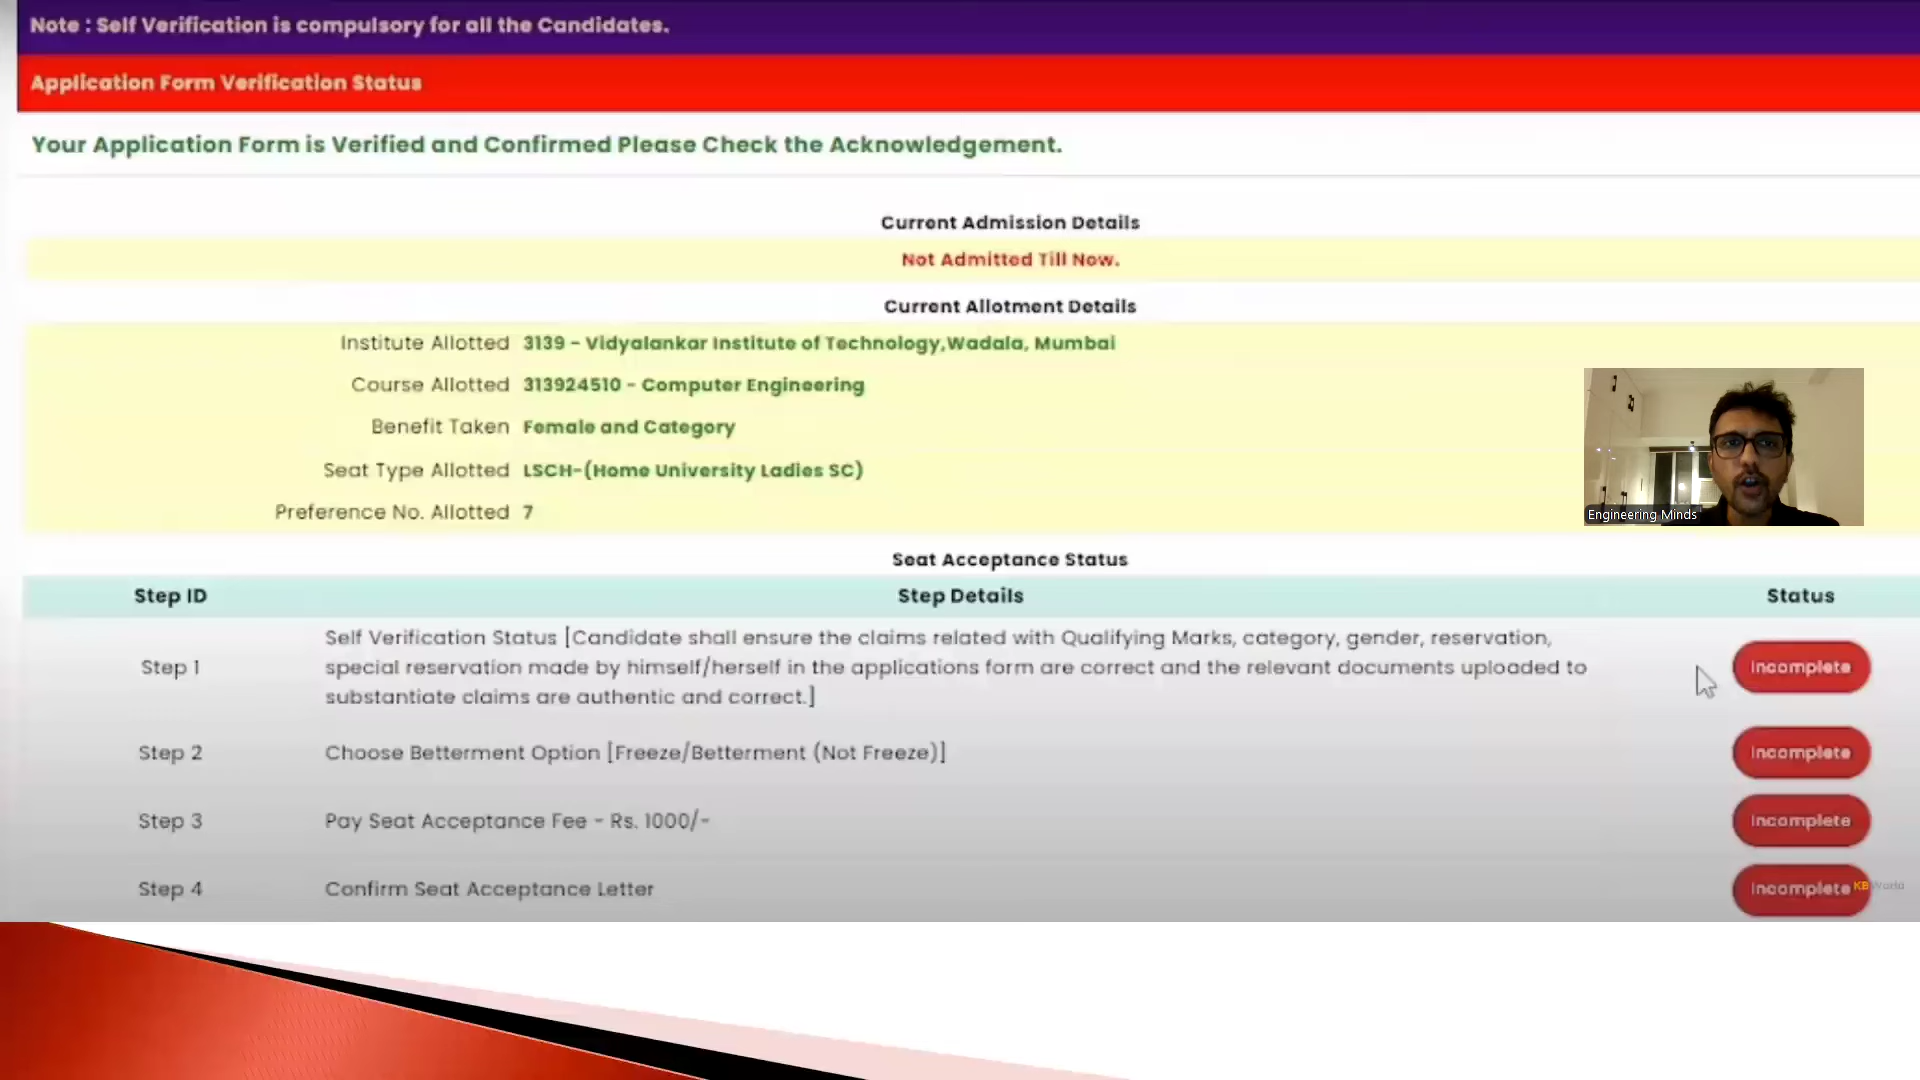 Note : Self Verification is compulsory for all the Candidates.
Application Form Verification Status
Your Application Form is Verified and Confirmed Please Check the Acknowledgement.
Current Admission Details
Not Admitted Till Now.
Current Allotment Details
Institute Allotted 3139 - Vidyalankar Institute of Technology,Wadala, Mumbai
Course Allotted 313924510 - Computer Engineering
Benefit Taken Female and Category
Seat Type Allotted LSCH-(Home University Ladies SC)
Preference No. Allotted 7
Engineering Minds
Seat Acceptance Status
Step ID Step Details Status
Self Verification Status [Candidate shall ensure the claims related with Qualifying Marks, category, gender, reservation,
Step 1 special reservation made by himself/herself in the applications form are correct and the relevant documents uploaded to Incomplete
substantiate claims are authentic and correct.]
Step 2 Choose Betterment Option [Freeze/Betterment (Not Freeze)] Incomplete
Step 3 Pay Seat Acceptance Fee - Rs. 1000/- Incomplete
Step 4 Confirm Seat Acceptance Letter Incomplete
KB World